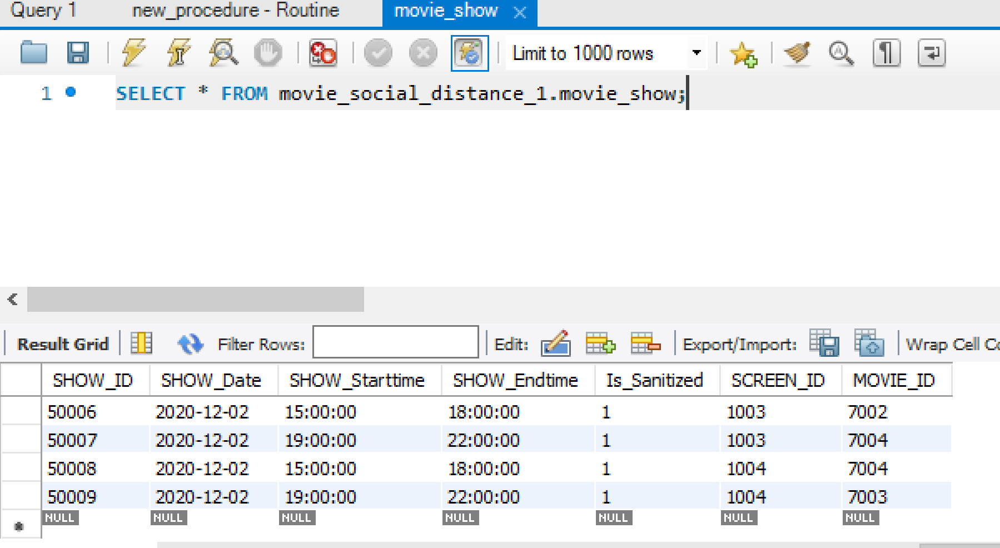 Query 1 new_procedure - Routine movie_show
Limit to 1000 rows
1 SELECT * FROM movie_social_distance_1.movie_show;
Result Grid Filter Rows: Edit: Export/Import: Wrap Cell Co
SHOW_ID SHOW_Date SHOW_Starttime SHOW_Endtime Is_Sanitized SCREEN_ID MOVIE_ID
50006 2020-12-02 15:00:00 18:00:00 1 1003 7002
50007 2020-12-02 19:00:00 22:00:00 1 1003 7004
50008 2020-12-02 15:00:00 18:00:00 1 1004 7004
50009 2020-12-02 19:00:00 22:00:00 1 1004 7003
NULL NULL NULL NULL NULL NULL NULL